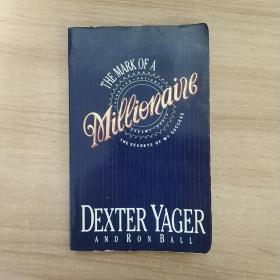 THE MARK OF A
Millionaire
THE SECRETS OF MY SUCCESS
DEXTER YAGER
AND RON BALL